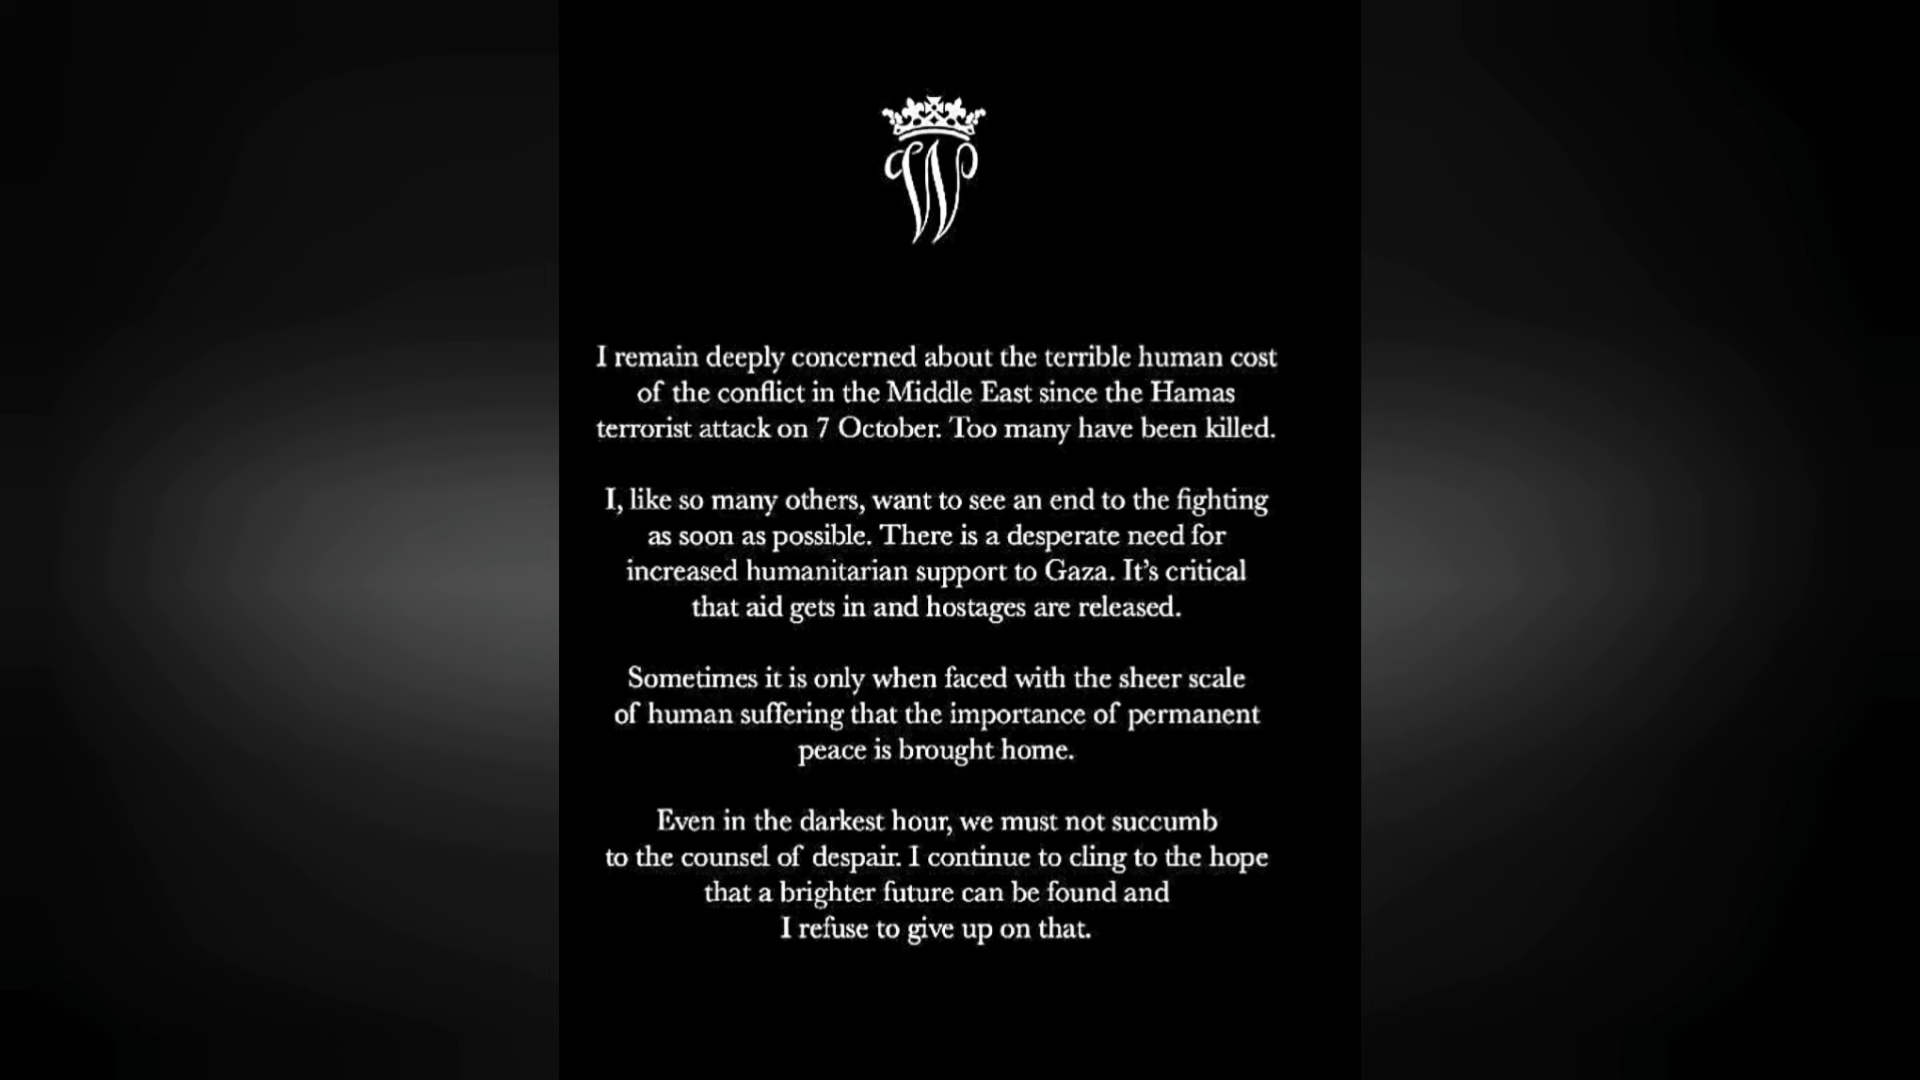 W
I remain deeply concerned about the terrible human cost
of the conflict in the Middle East since the Hamas
terrorist attack on 7 October. Too many have been killed.
I, like so many others, want to see an end to the fighting
as soon as possible. There is a desperate need for
increased humanitarian support to Gaza. It’s critical
that aid gets in and hostages are released.
Sometimes it is only when faced with the sheer scale
of human suffering that the importance of permanent
peace is brought home.
Even in the darkest hour, we must not succumb
to the counsel of despair. I continue to cling to the hope
that a brighter future can be found and
I refuse to give up on that.